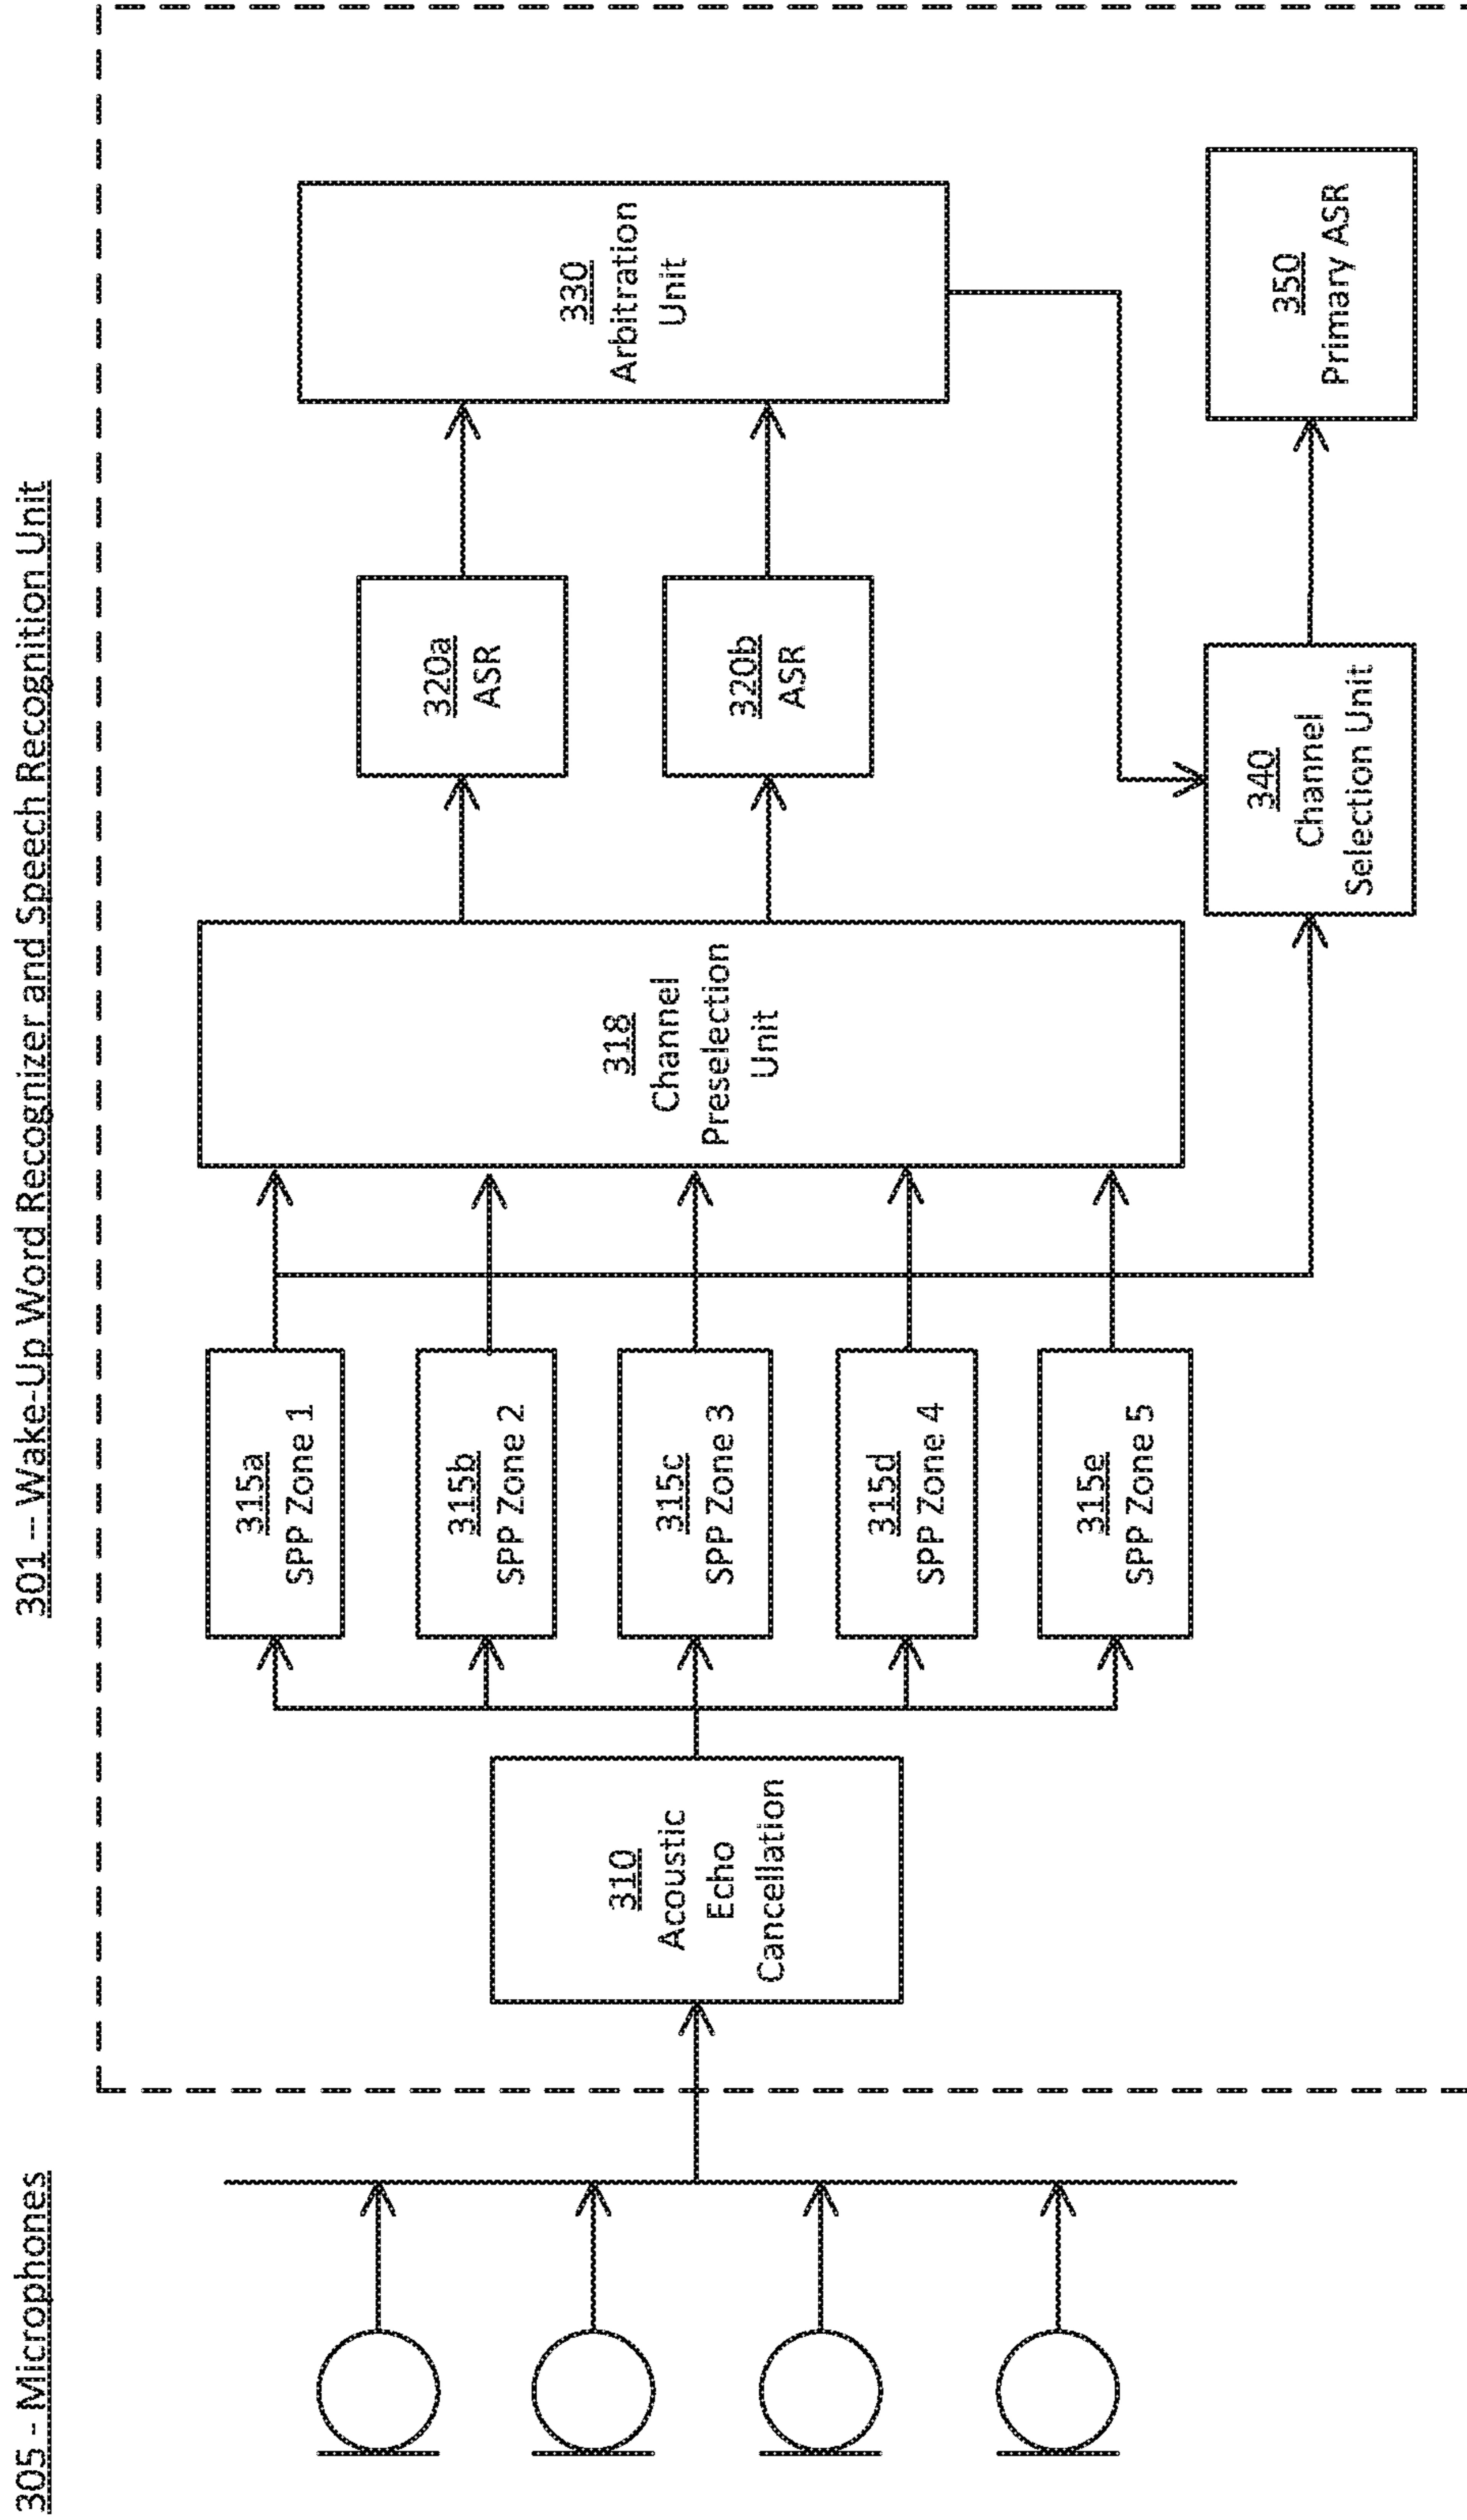 305 - Microphones
301 -- Wake-Up Word Recognizer and Speech Recognition Unit
310
Acoustic
Echo
Cancellation
315a
SPP Zone 1
315b
SPP Zone 2
315c
SPP Zone 3
315d
SPP Zone 4
315e
SPP Zone 5
318
Channel
Preselection
Unit
320a
ASR
320b
ASR
330
Arbitration
Unit
340
Channel
Selection Unit
350
Primary ASR